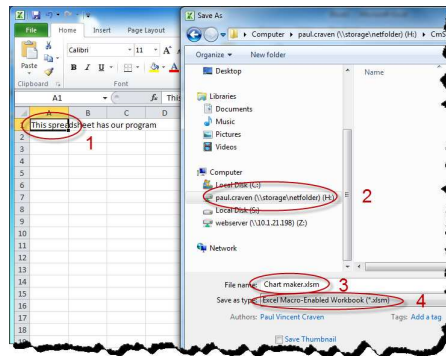 File Home Insert Page Layout
Paste
Calibri 11 A A
B I U A
Clipboard Font
A1 fx This
A B C D
1 This spreadsheet has our program
1
2
3
4
5
6
7
8
9
10
11
12
13
14
15
16
17
18
Save As
Computer ▸ paul.craven (\\storage\netfolder) (H:) ▸ CmS
Organize New folder
Desktop
Name
Libraries
Documents
Music
Pictures
Videos
Computer
Local Disk (C:)
paul.craven (\\storage\netfolder) (H:) 2
Local Disk (S:)
webserver (\\10.1.21.198) (Z:)
Network
File name: Chart maker.xlsm 3
Save as type: Excel Macro-Enabled Workbook (*.xlsm) 4
Authors: Paul Vincent Craven Tags: Add a tag
Save Thumbnail